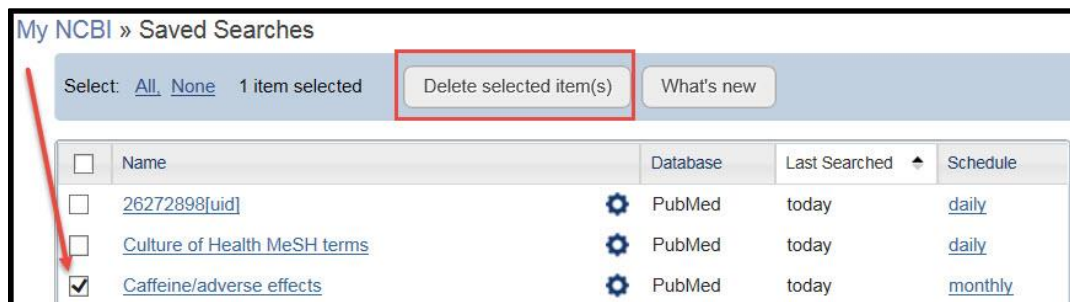 My NCBI » Saved Searches
Select: All, None 1 item selected Delete selected item(s) What's new
Name Database Last Searched Schedule
26272898[uid] PubMed today daily
Culture of Health MeSH terms PubMed today daily
Caffeine/adverse effects PubMed today monthly